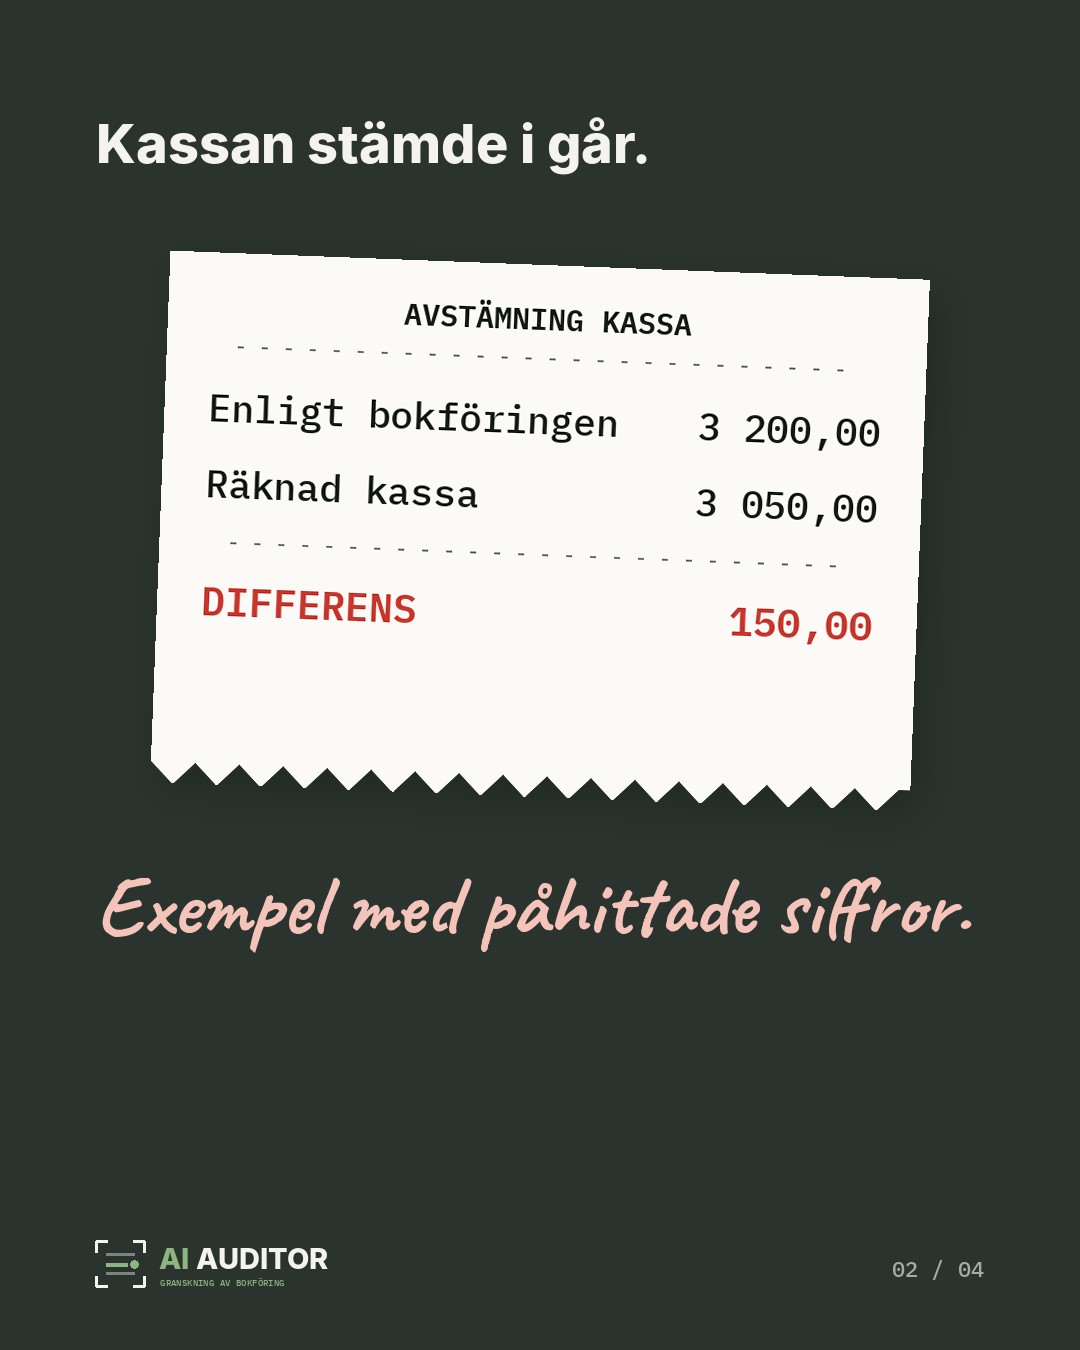 Kassan stämde i går.
AVSTÄMNING KASSA
- - - - - - - - - - - - - - - - - - - - - - - - - -
Enligt bokföringen 3 200,00
Räknad kassa 3 050,00
- - - - - - - - - - - - - - - - - - - - - - - - - -
DIFFERENS 150,00
Exempel med påhittade siffror.
AI AUDITOR
GRANSKNING AV BOKFÖRING
02 / 04